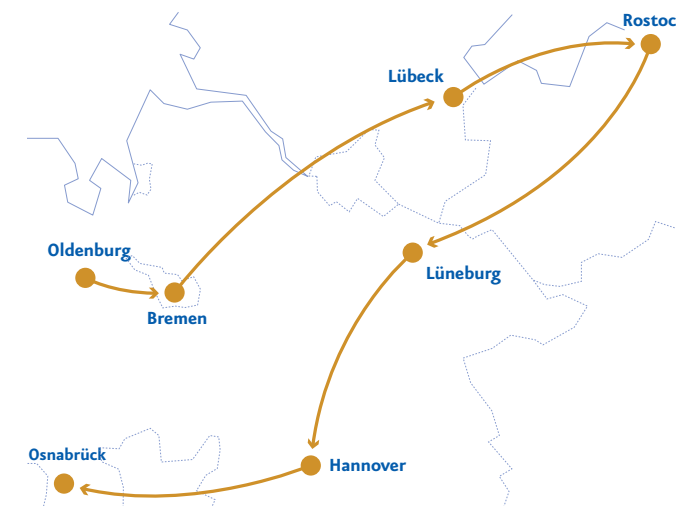 Rostoc
Lübeck
Oldenburg
Lüneburg
Bremen
Osnabrück
Hannover